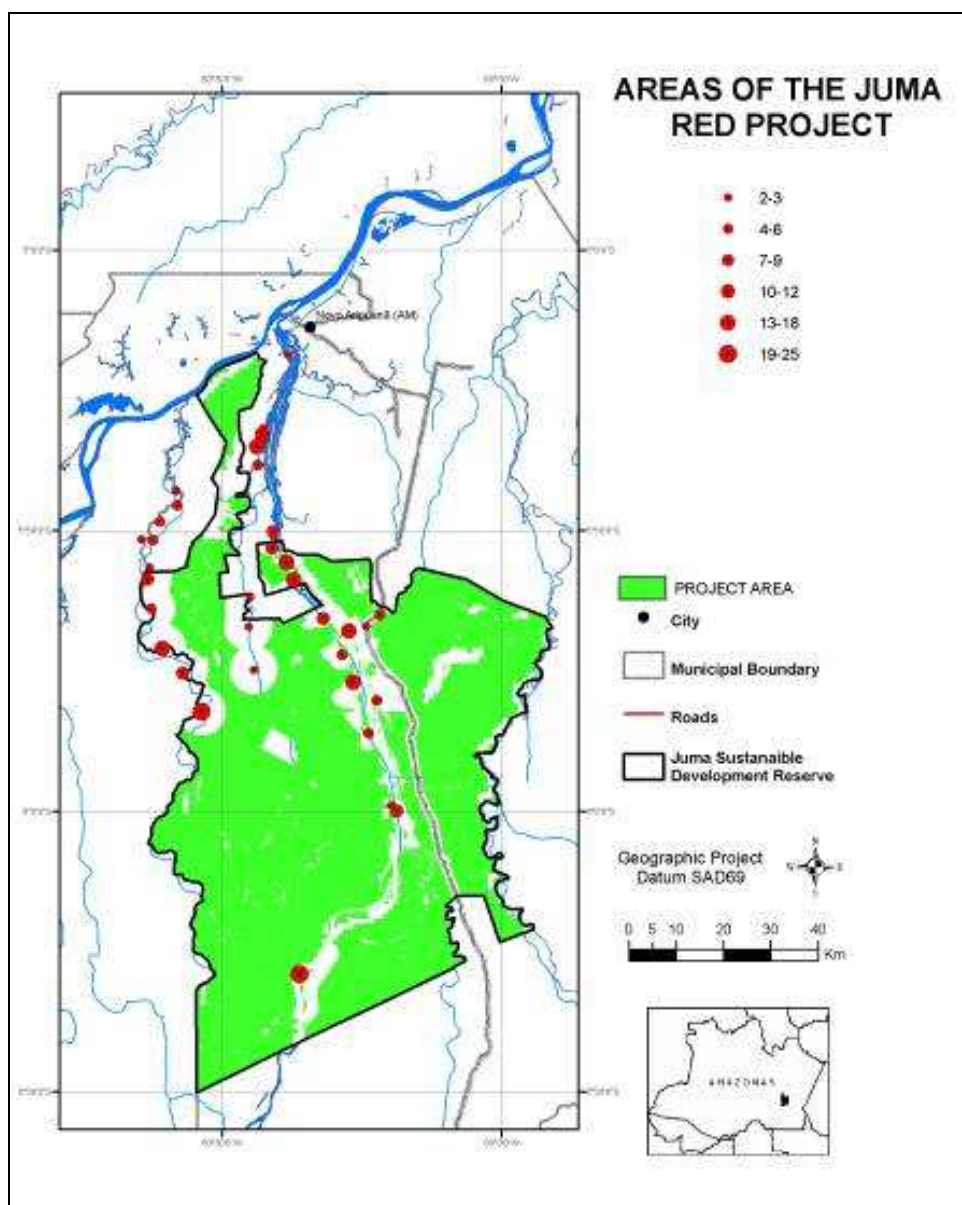 AREAS OF THE JUMA
RED PROJECT
2-3
4-6
7-9
10-12
13-18
19-25
(AM)
PROJECT AREA
City
Municipal Boundary
Roads
Juma Sustanaible
Development Reserve
Geographic Project
Datum SAD69
N
W
E
S
0 5 10 20 30 40
Km
AMAZONAS